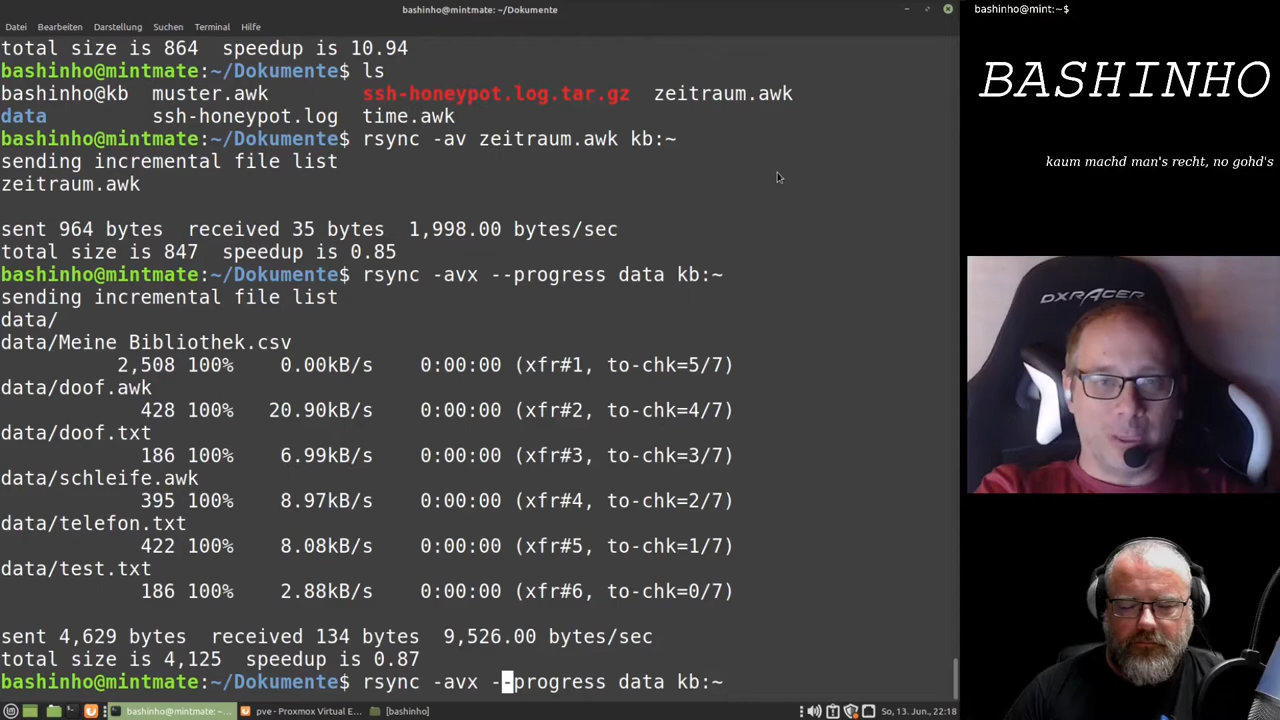 bashinho@mintmate: ~/Dokumente
Datei Bearbeiten Darstellung Suchen Terminal Hilfe
total size is 864  speedup is 10.94
bashinho@mintmate:~/Dokumente$ ls
bashinho@kb  muster.awk        ssh-honeypot.log.tar.gz  zeitraum.awk
data         ssh-honeypot.log  time.awk
bashinho@mintmate:~/Dokumente$ rsync -av zeitraum.awk kb:~
sending incremental file list
zeitraum.awk
sent 964 bytes  received 35 bytes  1,998.00 bytes/sec
total size is 847  speedup is 0.85
bashinho@mintmate:~/Dokumente$ rsync -avx --progress data kb:~
sending incremental file list
data/
data/Meine Bibliothek.csv
2,508 100%    0.00kB/s    0:00:00 (xfr#1, to-chk=5/7)
data/doof.awk
428 100%   20.90kB/s    0:00:00 (xfr#2, to-chk=4/7)
data/doof.txt
186 100%    6.99kB/s    0:00:00 (xfr#3, to-chk=3/7)
data/schleife.awk
395 100%    8.97kB/s    0:00:00 (xfr#4, to-chk=2/7)
data/telefon.txt
422 100%    8.08kB/s    0:00:00 (xfr#5, to-chk=1/7)
data/test.txt
186 100%    2.88kB/s    0:00:00 (xfr#6, to-chk=0/7)
sent 4,629 bytes  received 134 bytes  9,526.00 bytes/sec
total size is 4,125  speedup is 0.87
bashinho@mintmate:~/Dokumente$ rsync -avx --progress data kb:~
bashinho@mintmate: ~/...
pve - Proxmox Virtual E...
[bashinho]
So, 13. Jun., 22:18
bashinho@mint:~$
BASHINHO
kaum machd man's recht, no gohd's
DXRACER